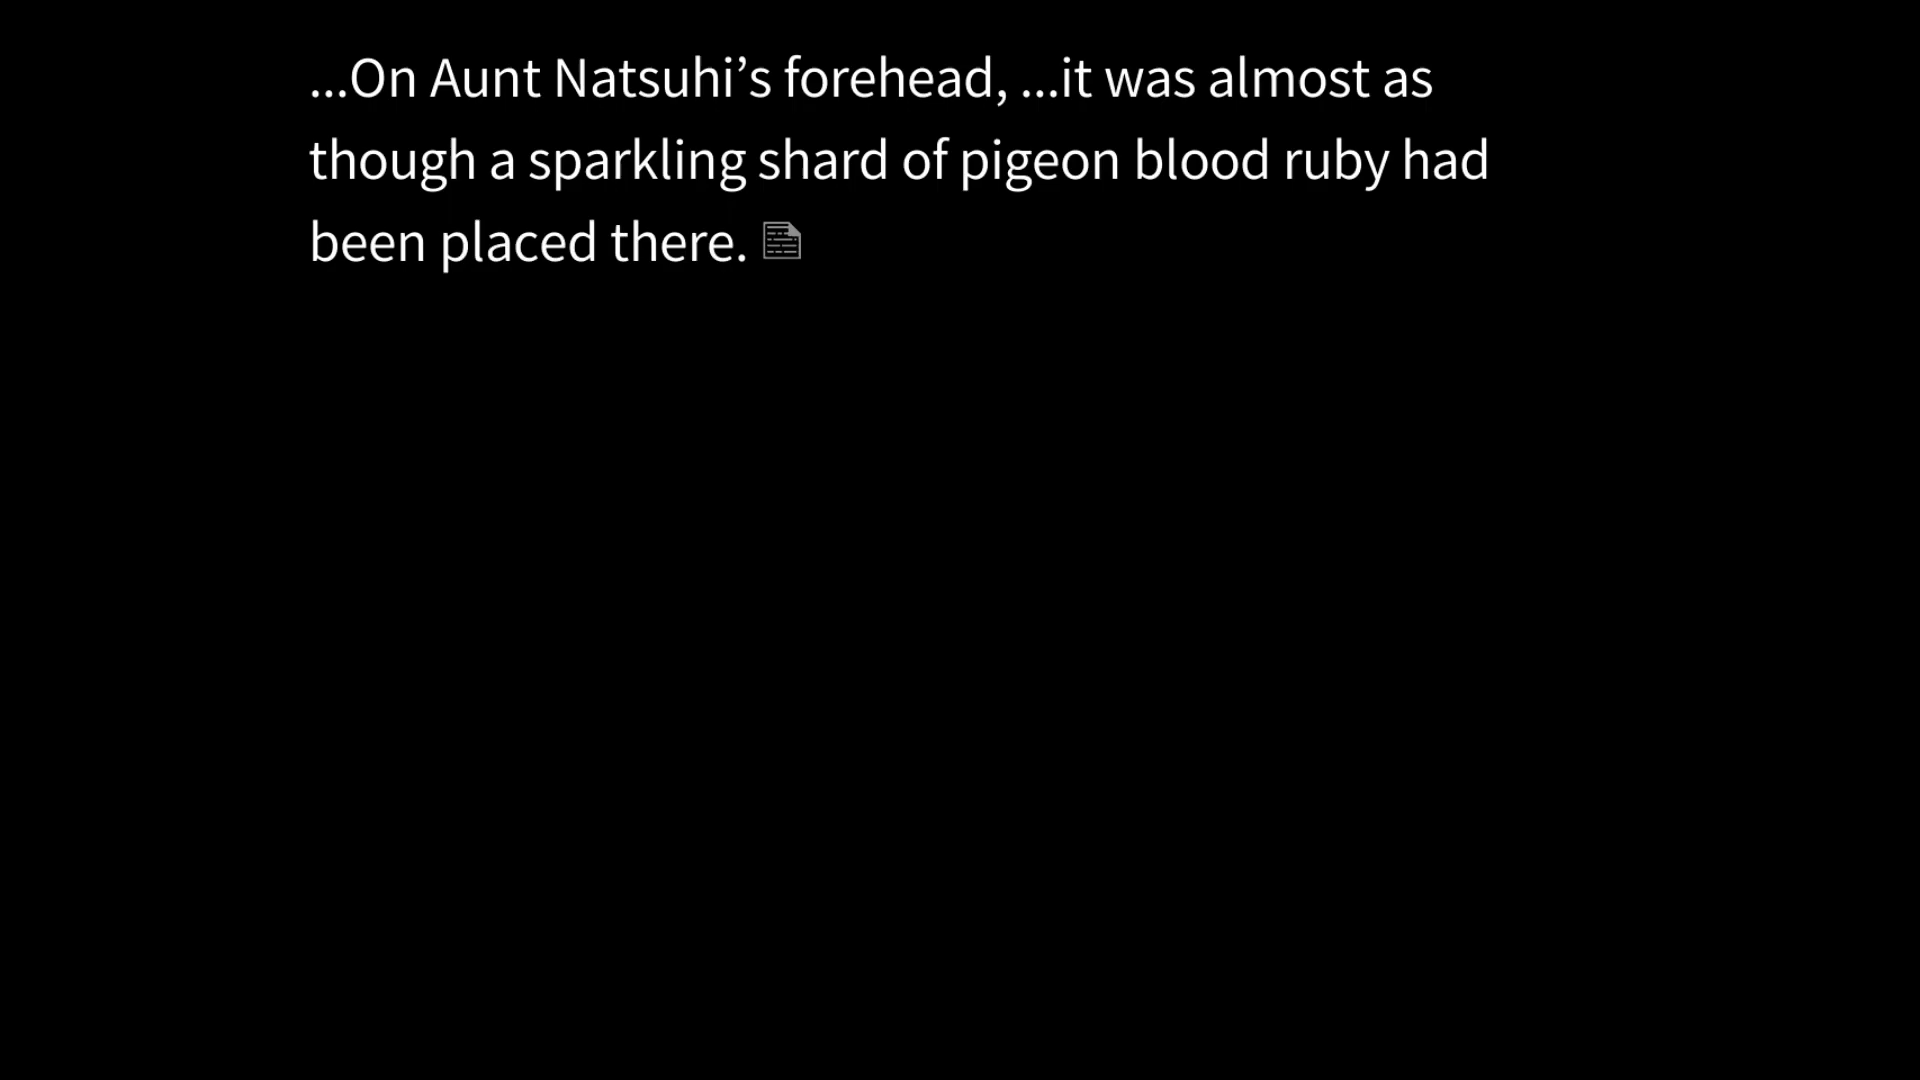 ...On Aunt Natsuhi’s forehead, ...it was almost as
though a sparkling shard of pigeon blood ruby had
been placed there.